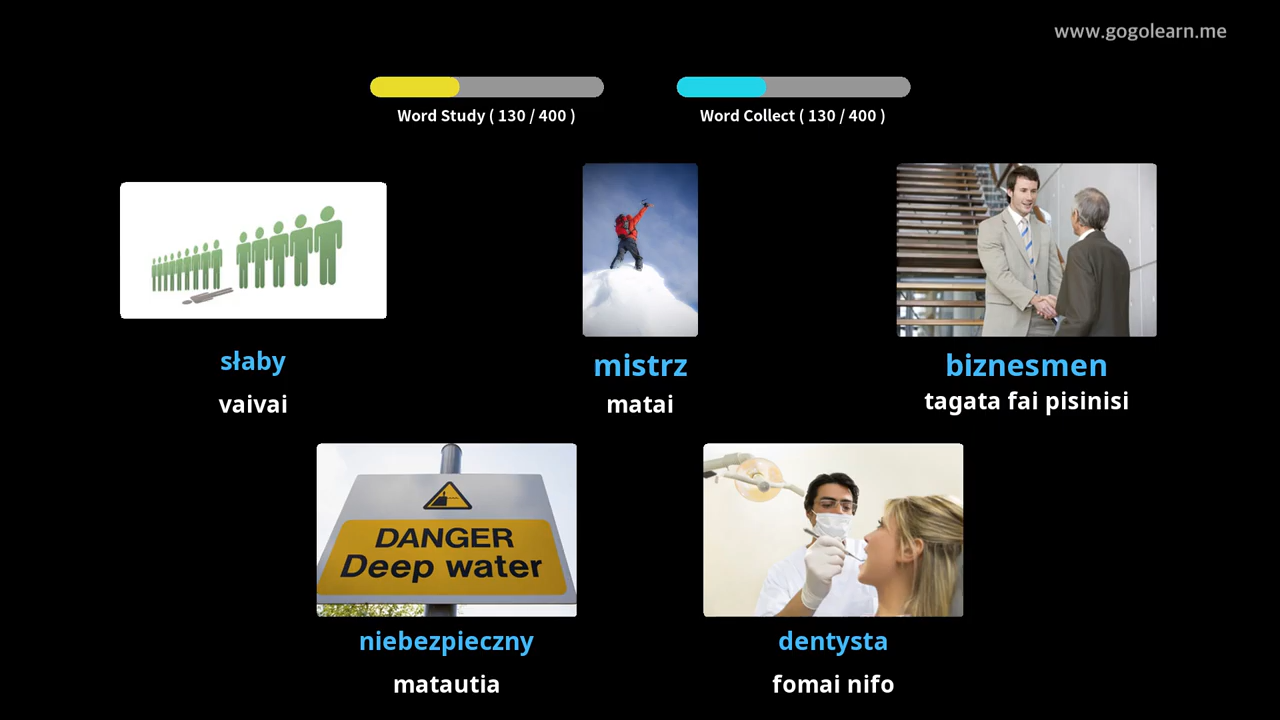 www.gogolearn.me
Word Study ( 130 / 400 )
Word Collect ( 130 / 400 )
słaby
vaivai
mistrz
matai
biznesmen
tagata fai pisinisi
DANGER
Deep water
niebezpieczny
matautia
dentysta
fomai nifo